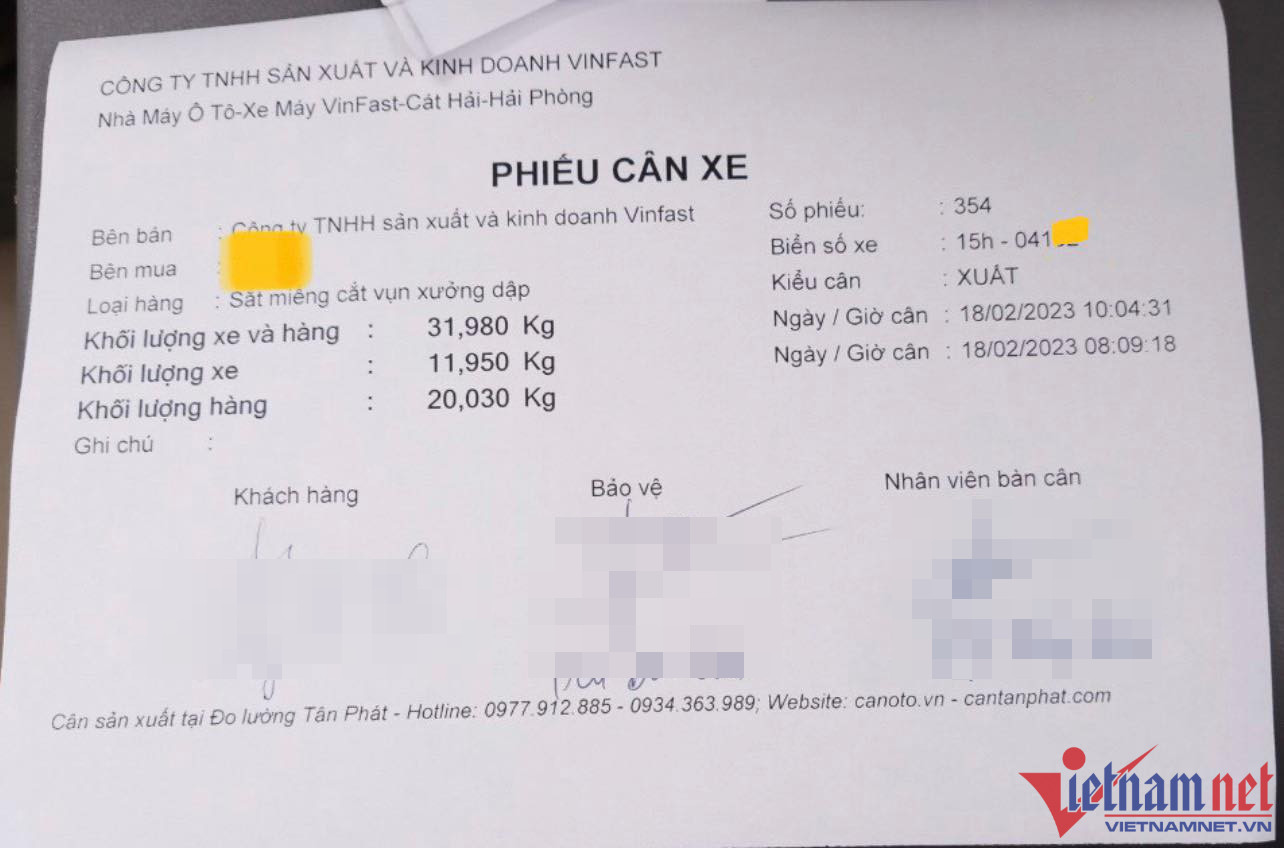 CÔNG TY TNHH SẢN XUẤT VÀ KINH DOANH VINFAST
Nhà Máy Ô Tô-Xe Máy VinFast-Cát Hải-Hải Phòng
PHIẾU CÂN XE
Bên bán : Công ty TNHH sản xuất và kinh doanh Vinfast
Bên mua :
Loại hàng : Sắt miếng cắt vụn xưởng dập
Khối lượng xe và hàng : 31,980 Kg
Khối lượng xe : 11,950 Kg
Khối lượng hàng : 20,030 Kg
Ghi chú :
Số phiếu: : 354
Biển số xe : 15h - 041
Kiểu cân : XUẤT
Ngày / Giờ cân : 18/02/2023 10:04:31
Ngày / Giờ cân : 18/02/2023 08:09:18
Khách hàng Bảo vệ Nhân viên bàn cân
Cân sản xuất tại Đo lường Tân Phát - Hotline: 0977.912.885 - 0934.363.989; Website: canoto.vn - cantanphat.com
Vietnamnet
VIETNAMNET.VN